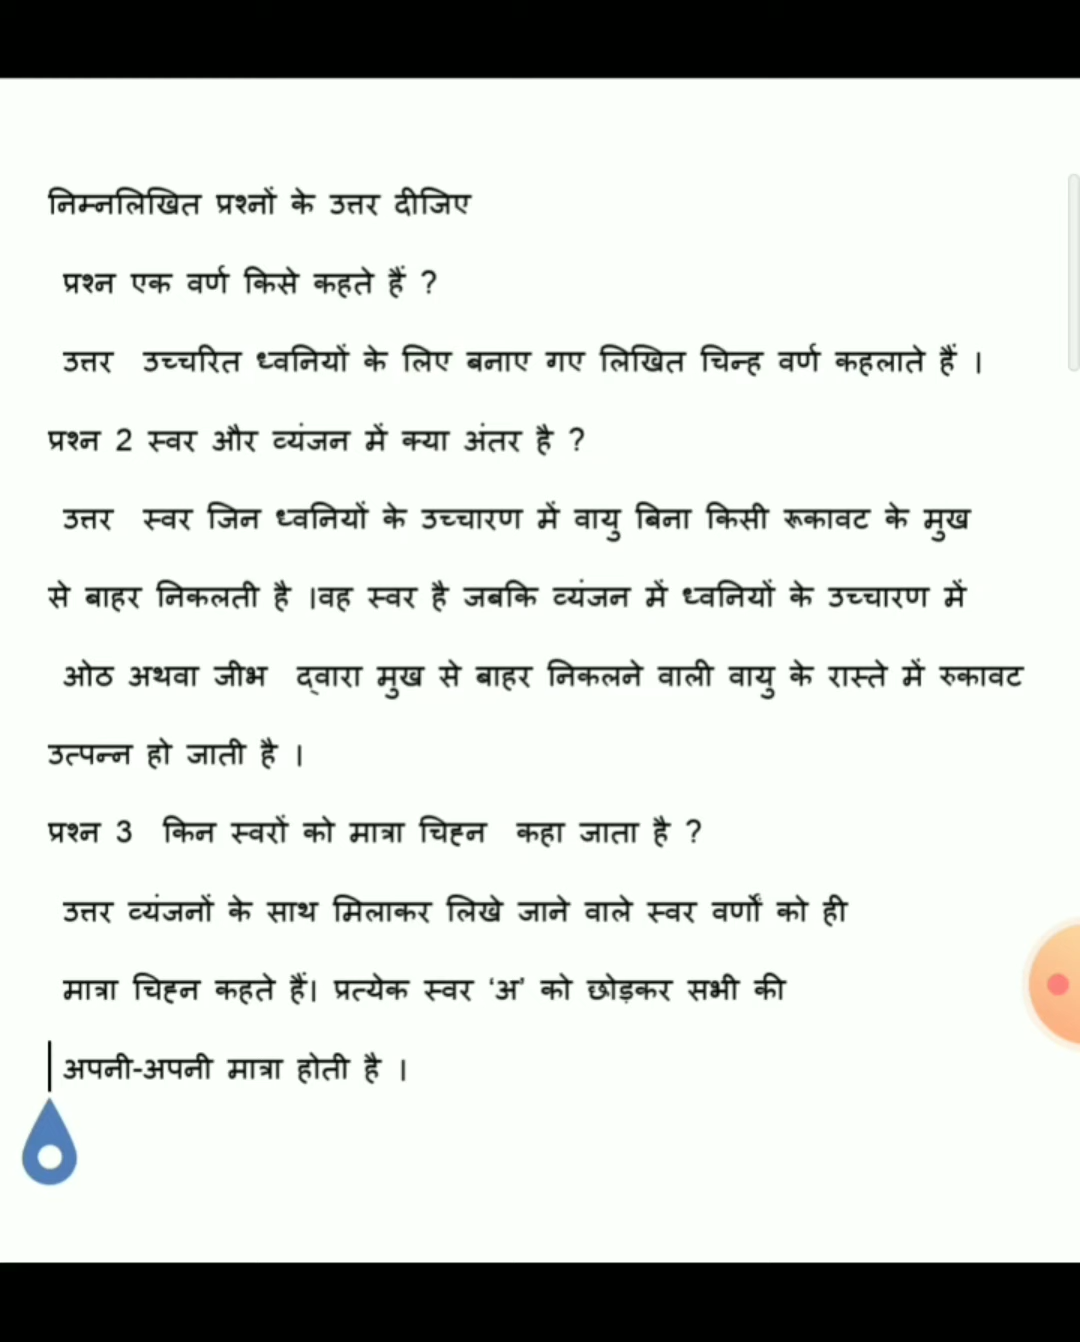 निम्नलिखित प्रश्नों के उत्तर दीजिए
प्रश्न एक वर्ण किसे कहते हैं ?
उत्तर उच्चरित ध्वनियों के लिए बनाए गए लिखित चिन्ह वर्ण कहलाते हैं ।
प्रश्न 2 स्वर और व्यंजन में क्या अंतर है ?
उत्तर स्वर जिन ध्वनियों के उच्चारण में वायु बिना किसी रूकावट के मुख
से बाहर निकलती है ।वह स्वर है जबकि व्यंजन में ध्वनियों के उच्चारण में
ओठ अथवा जीभ द्वारा मुख से बाहर निकलने वाली वायु के रास्ते में रुकावट
उत्पन्न हो जाती है ।
प्रश्न 3 किन स्वरों को मात्रा चिह्न कहा जाता है ?
उत्तर व्यंजनों के साथ मिलाकर लिखे जाने वाले स्वर वर्णों को ही
मात्रा चिह्न कहते हैं। प्रत्येक स्वर ‘अ’ को छोड़कर सभी की
अपनी-अपनी मात्रा होती है ।